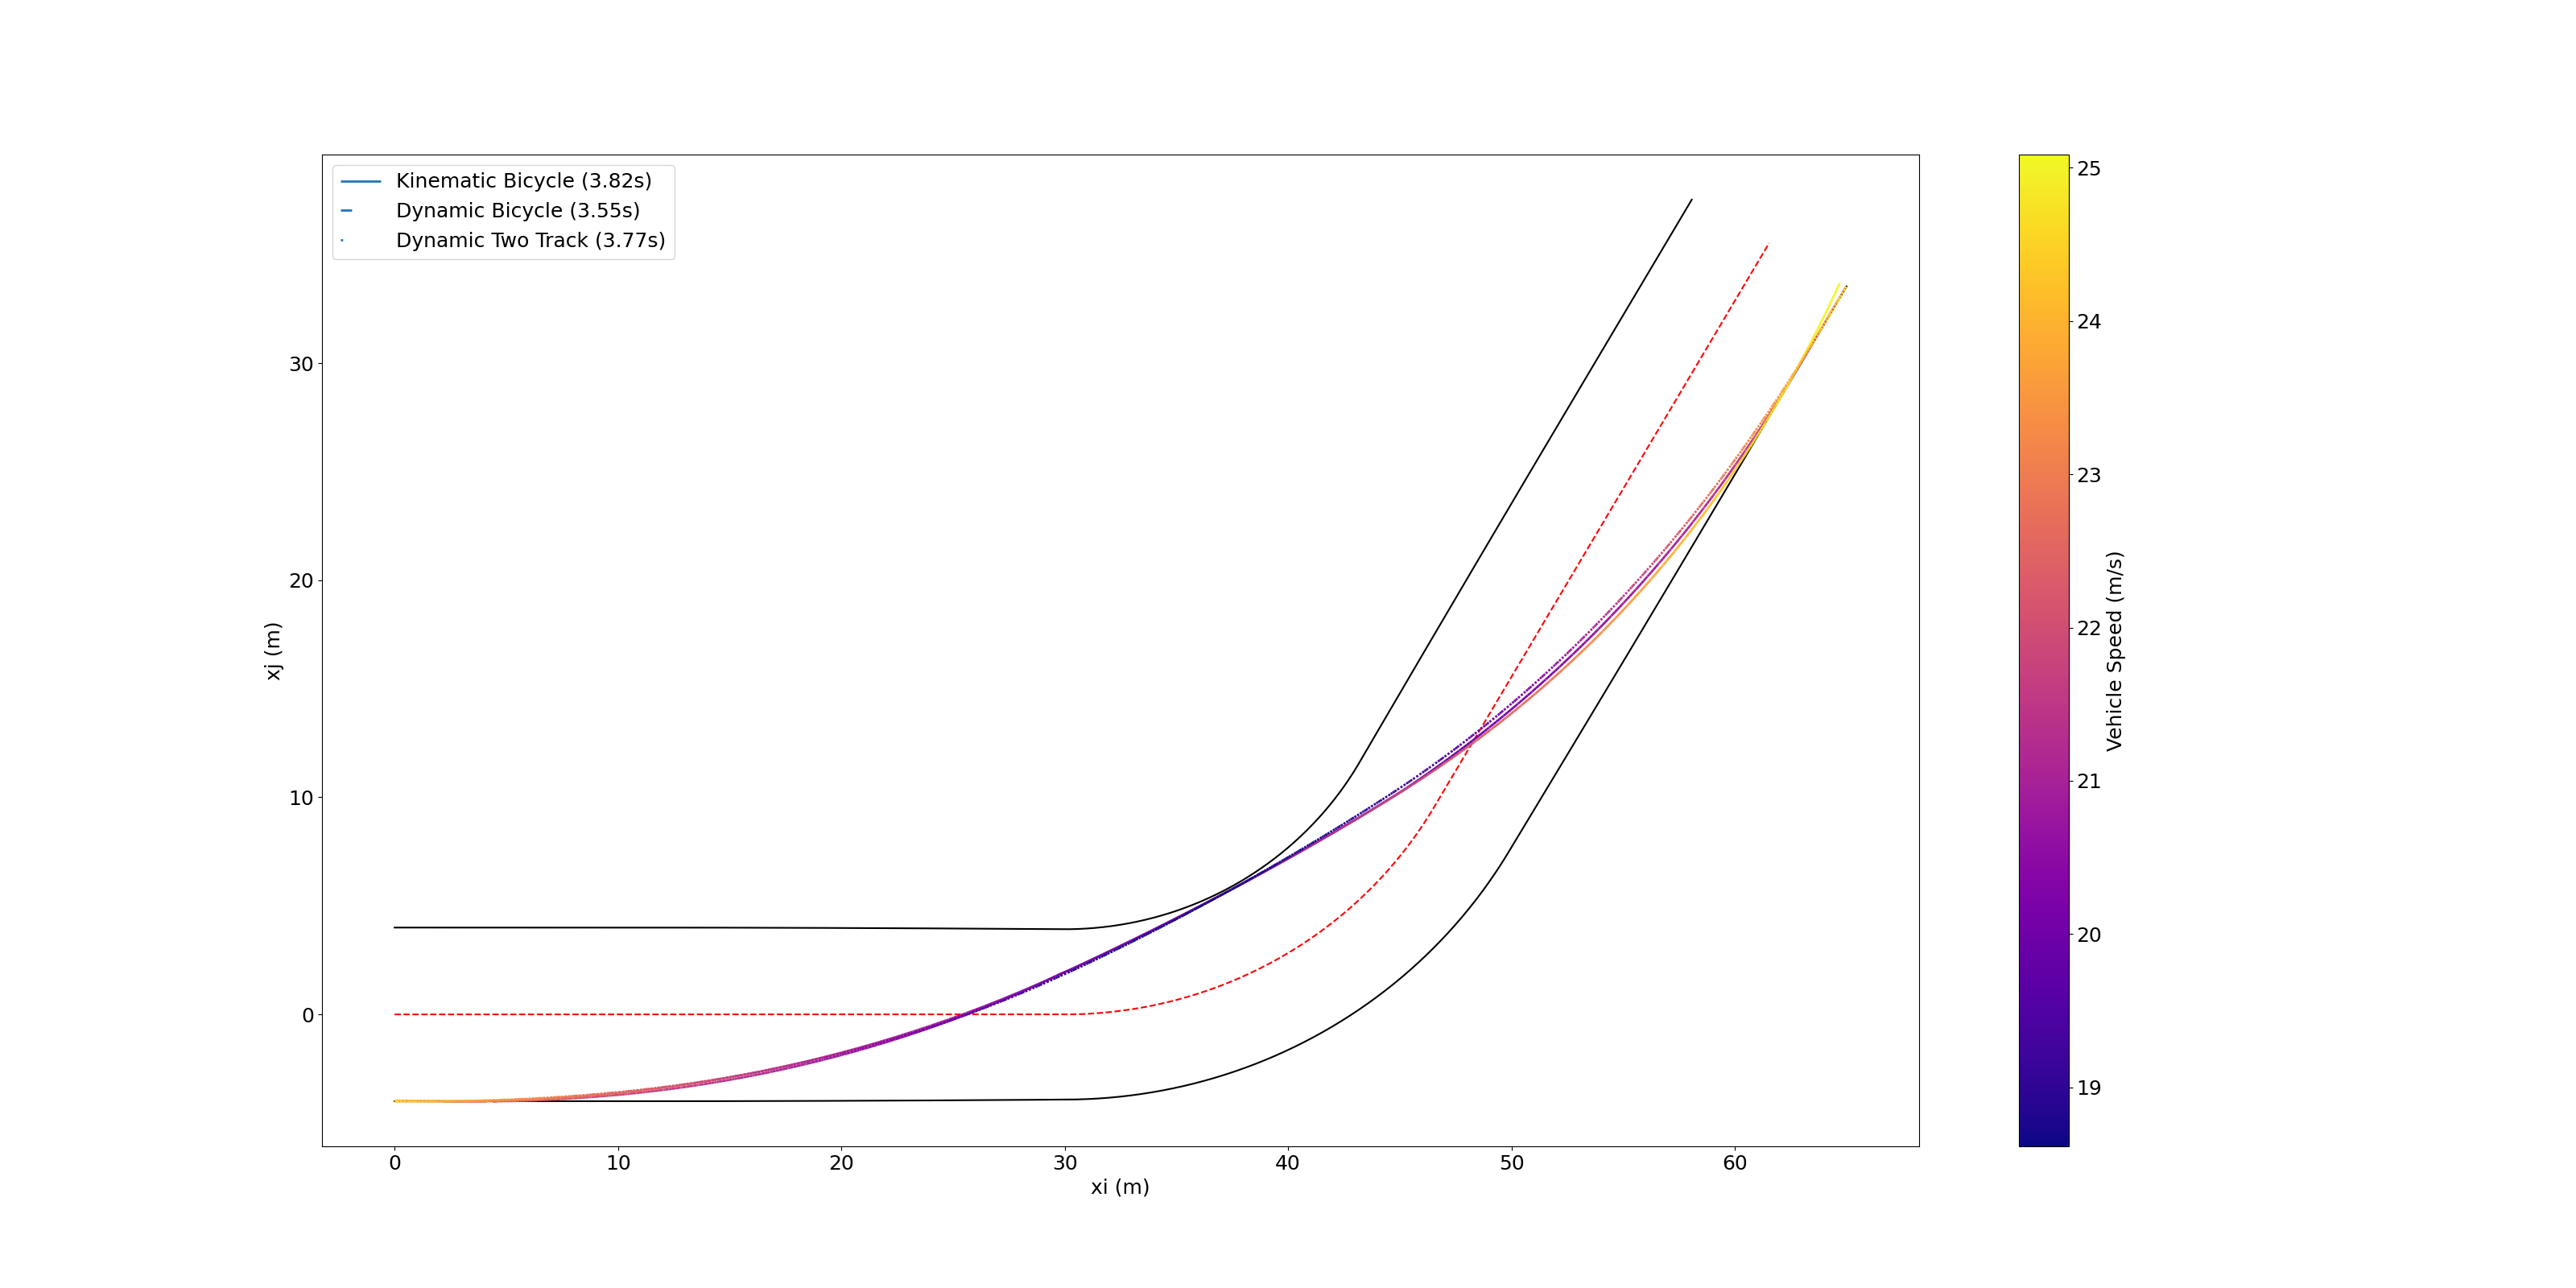 Kinematic Bicycle (3.82s)
Dynamic Bicycle (3.55s)
Dynamic Two Track (3.77s)
30
20
10
0
xj (m)
0 10 20 30 40 50 60
xi (m)
25
24
23
22
21
20
19
Vehicle Speed (m/s)